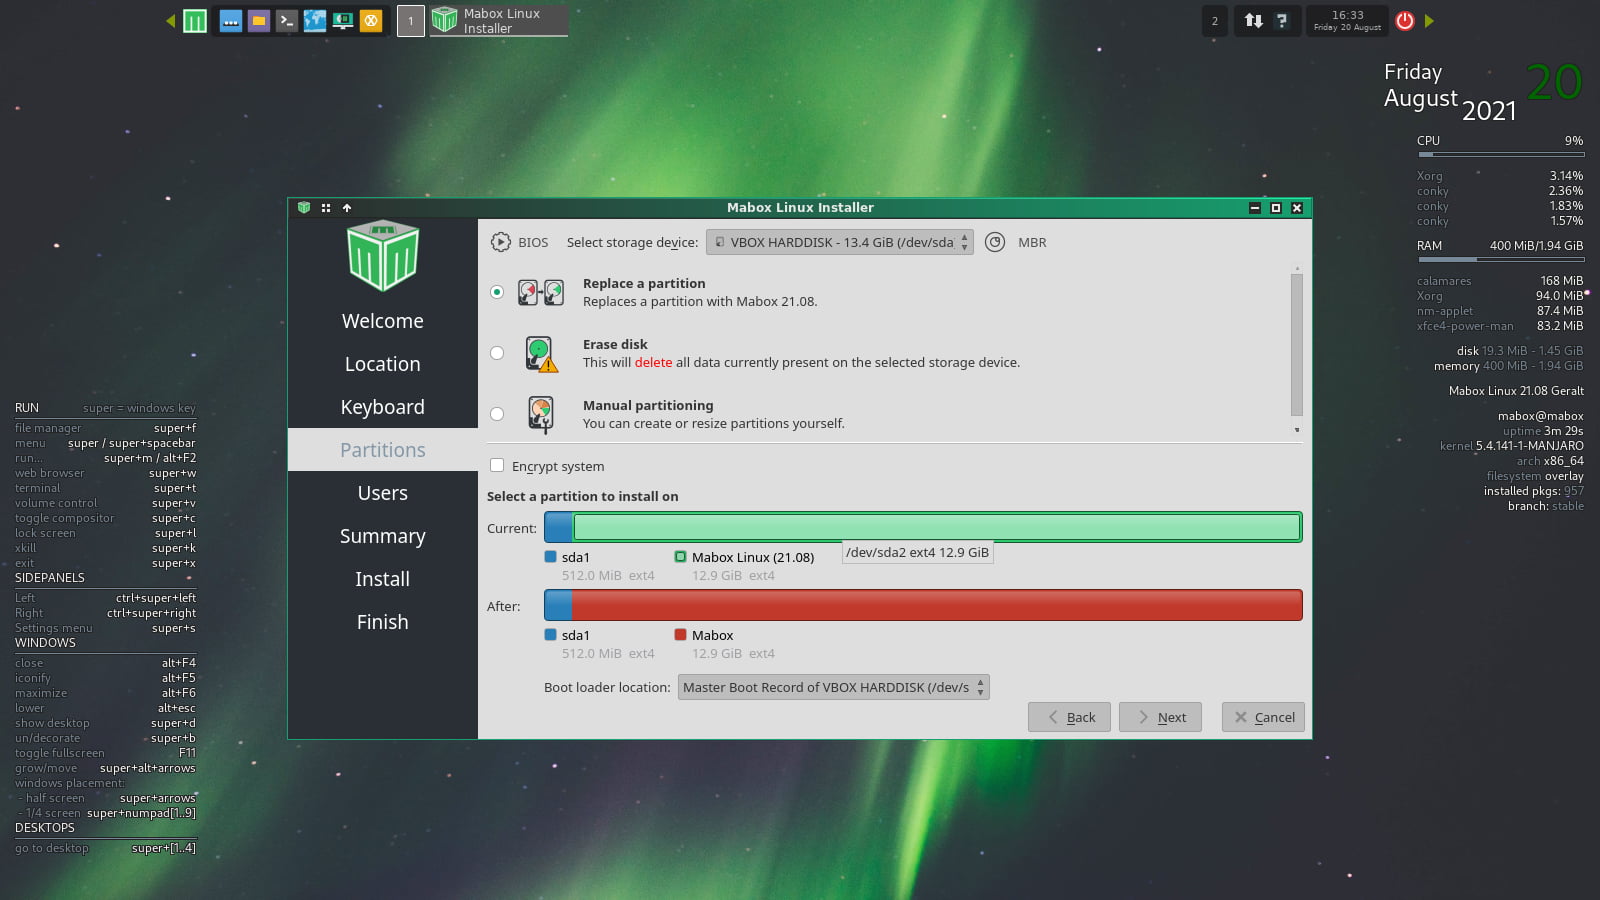 1
Mabox Linux
Installer
2
16:33
Friday 20 August
Friday
August
2021
20
CPU 9%
Xorg 3.14%
conky 2.36%
conky 1.83%
conky 1.57%
RAM 400 MiB/1.94 GiB
calamares 168 MiB
Xorg 94.0 MiB
nm-applet 87.4 MiB
xfce4-power-man 83.2 MiB
disk 19.3 MiB - 1.45 GiB
memory 400 MiB - 1.94 GiB
Mabox Linux 21.08 Geralt
mabox@mabox
uptime 3m 29s
kernel 5.4.141-1-MANJARO
arch x86_64
filesystem overlay
installed pkgs: 957
branch: stable
RUN super = windows key
file manager super+f
menu super / super+spacebar
run... super+m / alt+F2
web browser super+w
terminal super+t
volume control super+v
toggle compositor super+c
lock screen super+l
xkill super+k
exit super+x
SIDEPANELS
Left ctrl+super+left
Right ctrl+super+right
Settings menu super+s
WINDOWS
close alt+F4
iconify alt+F5
maximize alt+F6
lower alt+esc
show desktop super+d
un/decorate super+b
toggle fullscreen F11
grow/move super+alt+arrows
windows placement:
- half screen super+arrows
- 1/4 screen super+numpad[1..9]
DESKTOPS
go to desktop super+[1..4]
Mabox Linux Installer
Welcome
Location
Keyboard
Partitions
Users
Summary
Install
Finish
BIOS Select storage device: VBOX HARDDISK - 13.4 GiB (/dev/sda MBR
Replace a partition
Replaces a partition with Mabox 21.08.
Erase disk
This will delete all data currently present on the selected storage device.
Manual partitioning
You can create or resize partitions yourself.
Encrypt system
Select a partition to install on
Current:
/dev/sda2 ext4 12.9 GiB
sda1 Mabox Linux (21.08)
512.0 MiB ext4 12.9 GiB ext4
After:
sda1 Mabox
512.0 MiB ext4 12.9 GiB ext4
Boot loader location: Master Boot Record of VBOX HARDDISK (/dev/s
Back Next Cancel